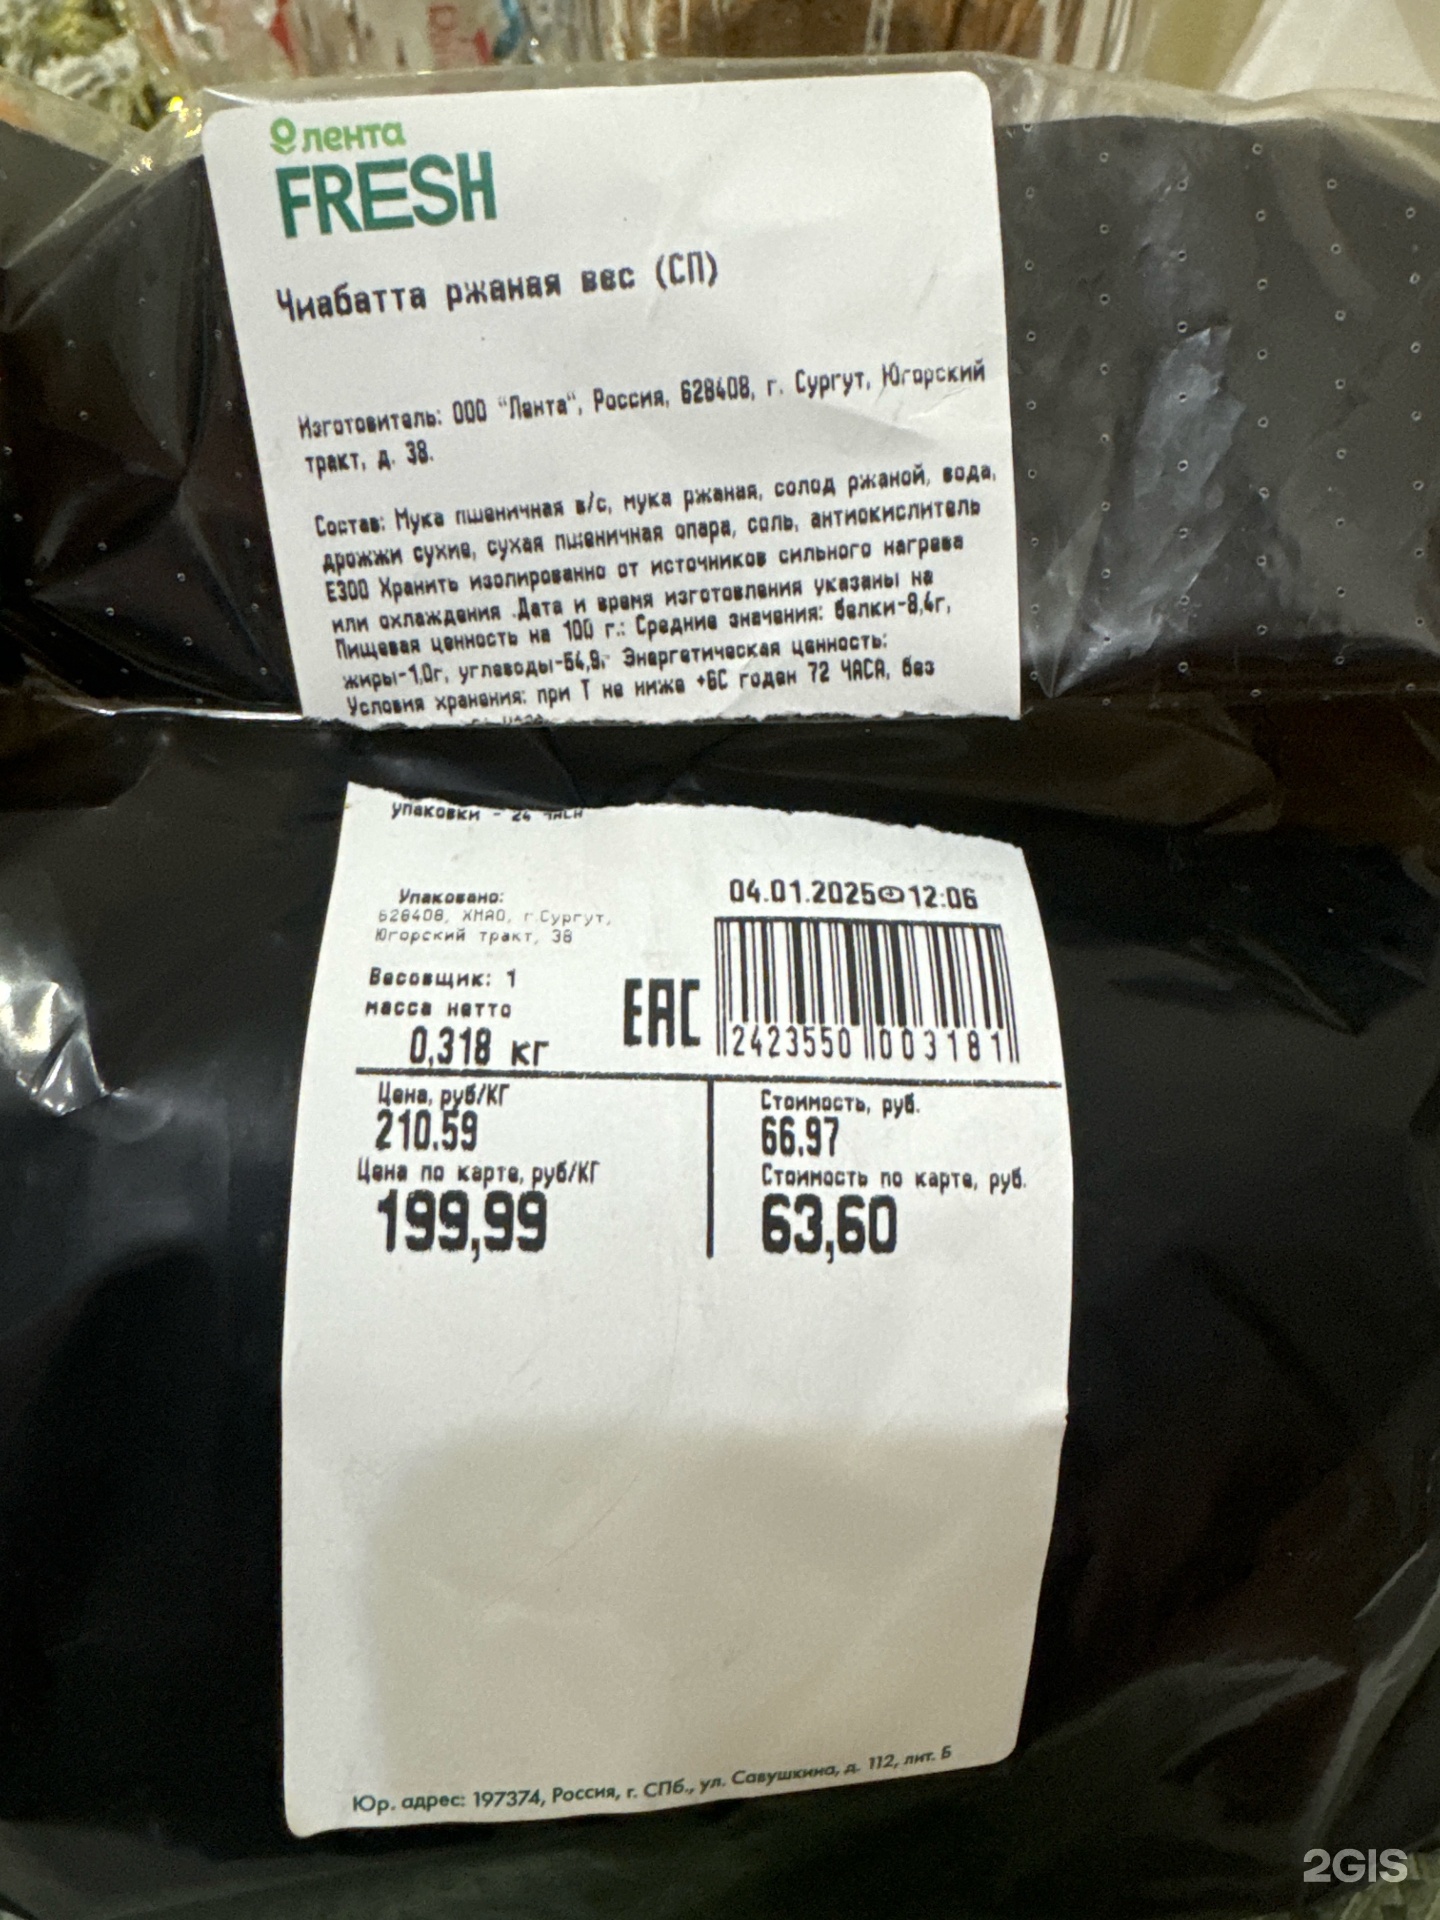 лента
FRESH
Чиабатта ржаная вес (СП)
Изготовитель: ООО "Лента", Россия, 628408, г. Сургут, Югорский
тракт, д. 38.
Состав: Мука пшеничная в/с, мука ржаная, солод ржаной, вода,
дрожжи сухие, сухая пшеничная опара, соль, антиокислитель
Е300 Хранить изолированно от источников сильного нагрева
или охлаждения .Дата и время изготовления указаны на
Пищевая ценность на 100 г.: Средние значения: белки-8,4г,
жиры-1,0г, углеводы-54,9, Энергетическая ценность:
Условия хранения: при Т не ниже +6С годен 72 ЧАСА, без
упаковки - 24 ЧАСА
04.01.2025 12:06
Упаковано:
628408, ХМАО, г.Сургут,
Югорский тракт, 38
Весовщик: 1
масса нетто
0,318 кг
EAC
2423550 003181
Цена, руб/КГ
210.59
Цена по карте, руб/КГ
199,99
Стоимость, руб.
66.97
Стоимость по карте, руб.
63,60
Юр. адрес: 197374, Россия, г. СПб., ул. Савушкина, д. 112, лит. Б
2GIS